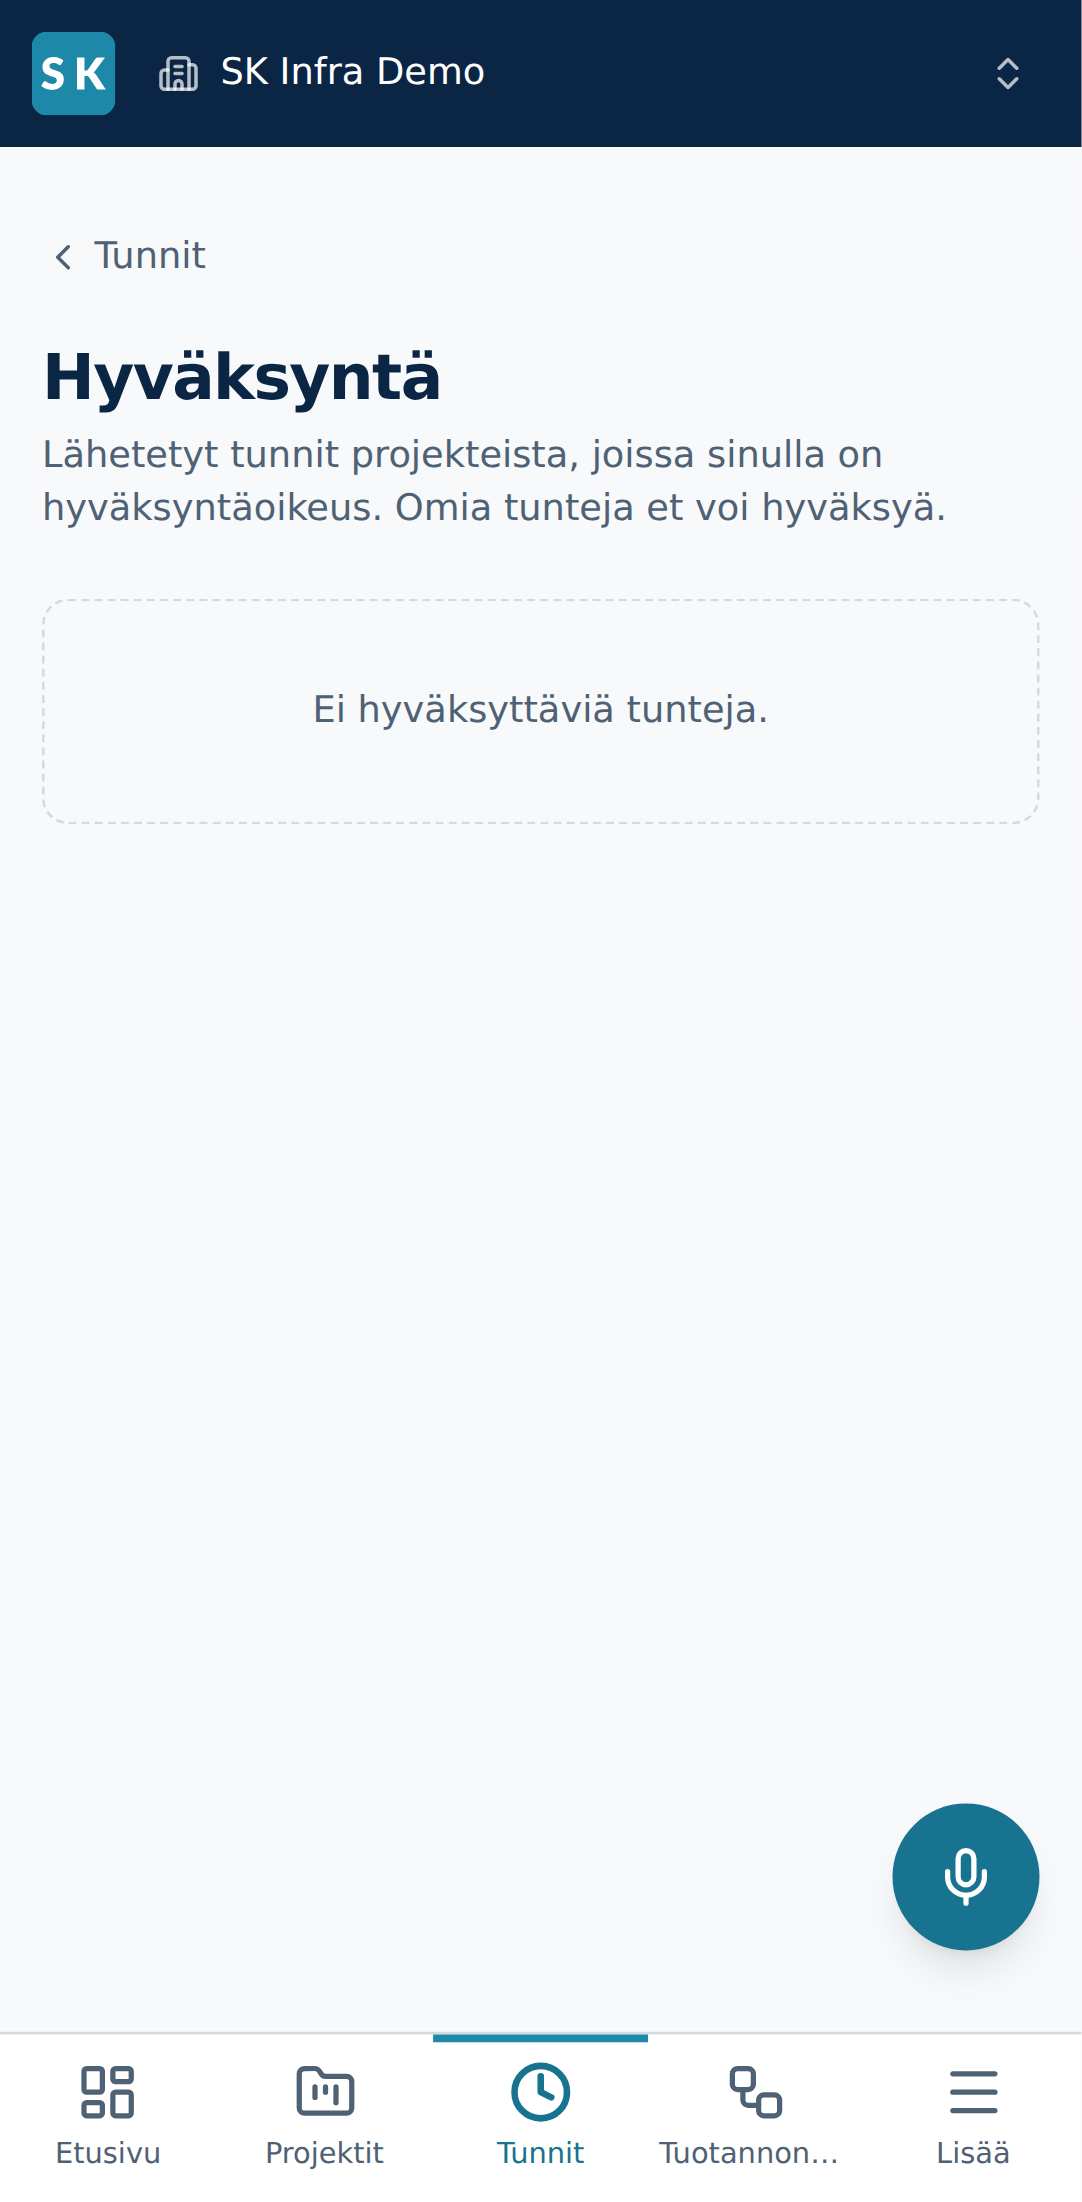 SK
SK Infra Demo
Tunnit
Hyväksyntä
Lähetetyt tunnit projekteista, joissa sinulla on
hyväksyntäoikeus. Omia tunteja et voi hyväksyä.
Ei hyväksyttäviä tunteja.
Etusivu
Projektit
Tunnit
Tuotannon…
Lisää